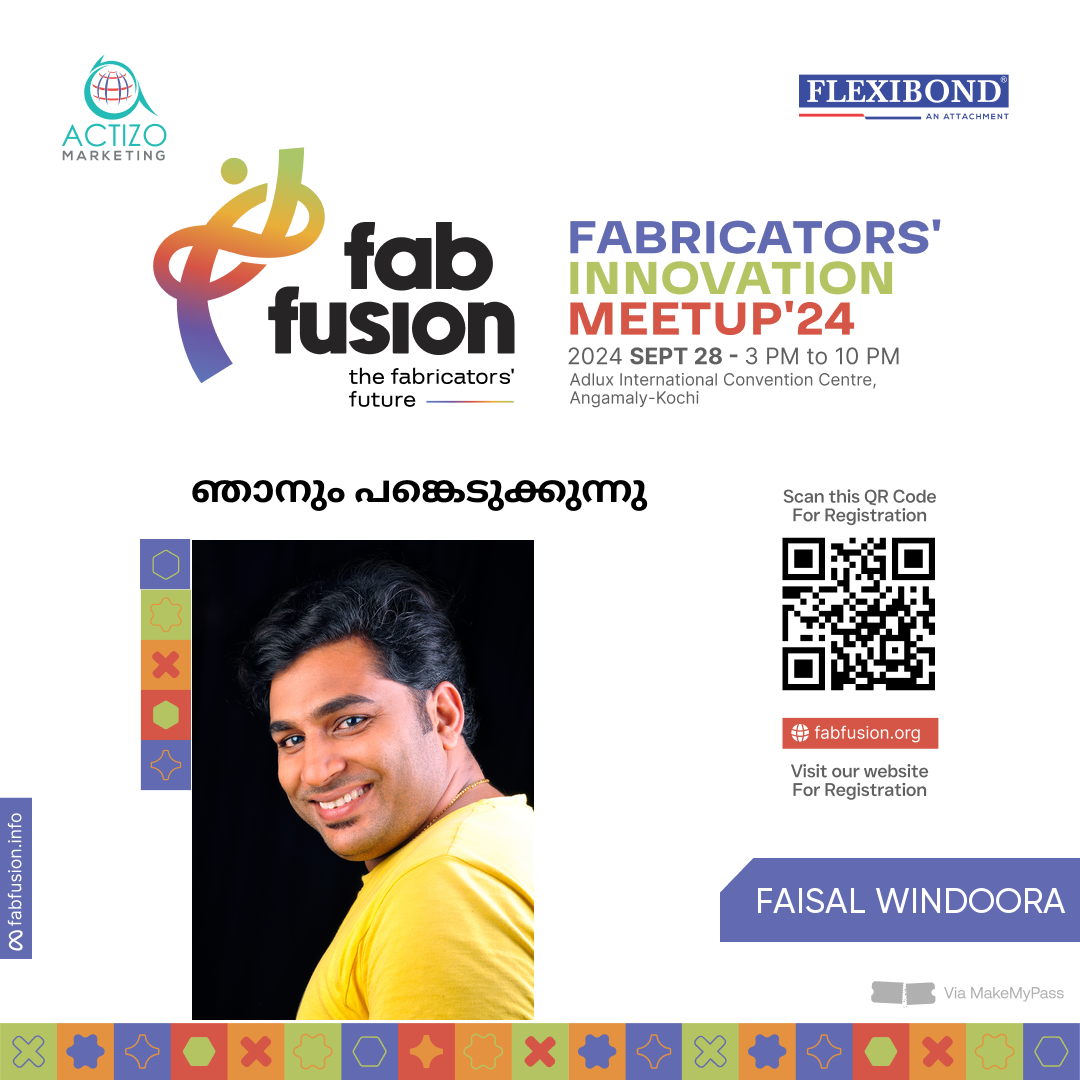 ACTIZO
MARKETING
FLEXIBOND®
AN ATTACHMENT
fab
fusion
the fabricators'
future
FABRICATORS'
INNOVATION
MEETUP'24
2024 SEPT 28 - 3 PM to 10 PM
Adlux International Convention Centre,
Angamaly-Kochi
ഞാനും പങ്കെടുക്കുന്നു
Scan this QR Code
For Registration
fabfusion.org
Visit our website
For Registration
fabfusion.info
FAISAL WINDOORA
Via MakeMyPass